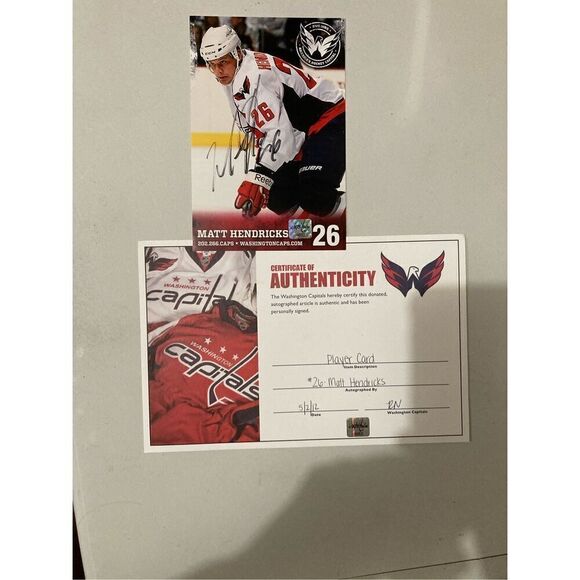 HEND
26
Reebok
BAUER
MATT HENDRICKS
202.266.CAPS • WASHINGTONCAPS.COM
26
CERTIFICATE OF
AUTHENTICITY
The Washington Capitals hereby certify this donated,
autographed article is authentic and has been
personally signed.
Player Card
Item Description
#26 Matt Hendricks
Autographed By
5/2/12
RN
Date
Washington Capitals
WASHINGTON
capitals
WASHINGTON
capitals